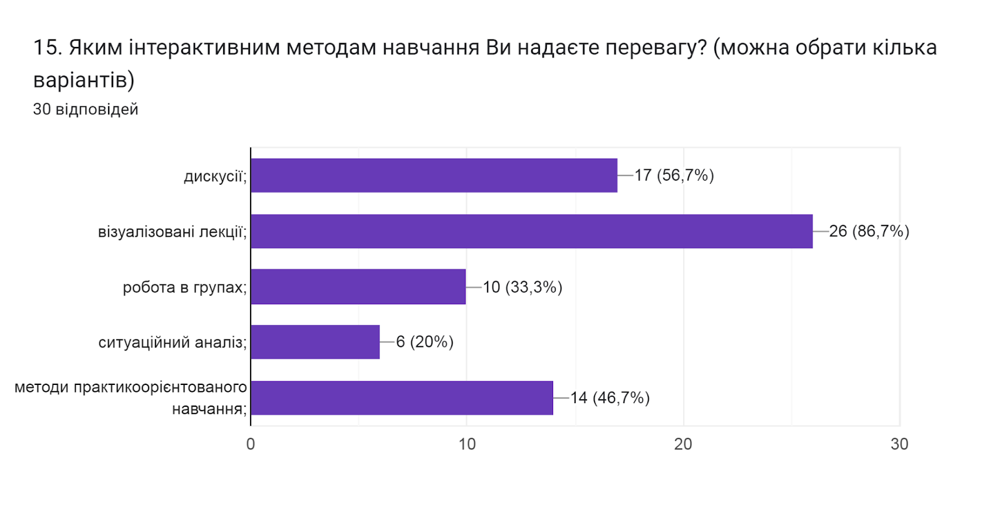 15. Яким інтерактивним методам навчання Ви надаєте перевагу? (можна обрати кілька
варіантів)
30 відповідей
дискусії;
17 (56,7%)
візуалізовані лекції;
26 (86,7%)
робота в групах;
10 (33,3%)
ситуаційний аналіз;
6 (20%)
методи практикоорієнтованого
навчання;
14 (46,7%)
0
10
20
30